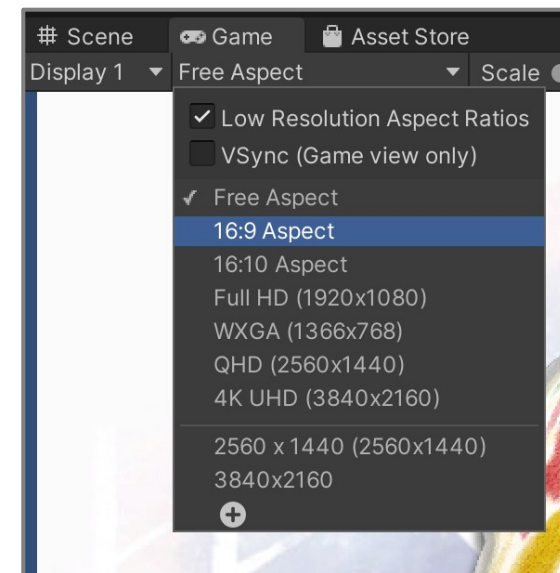 Scene Game Asset Store
Display 1 Free Aspect Scale
Low Resolution Aspect Ratios
VSync (Game view only)
Free Aspect
16:9 Aspect
16:10 Aspect
Full HD (1920x1080)
WXGA (1366x768)
QHD (2560x1440)
4K UHD (3840x2160)
2560 x 1440 (2560x1440)
3840x2160